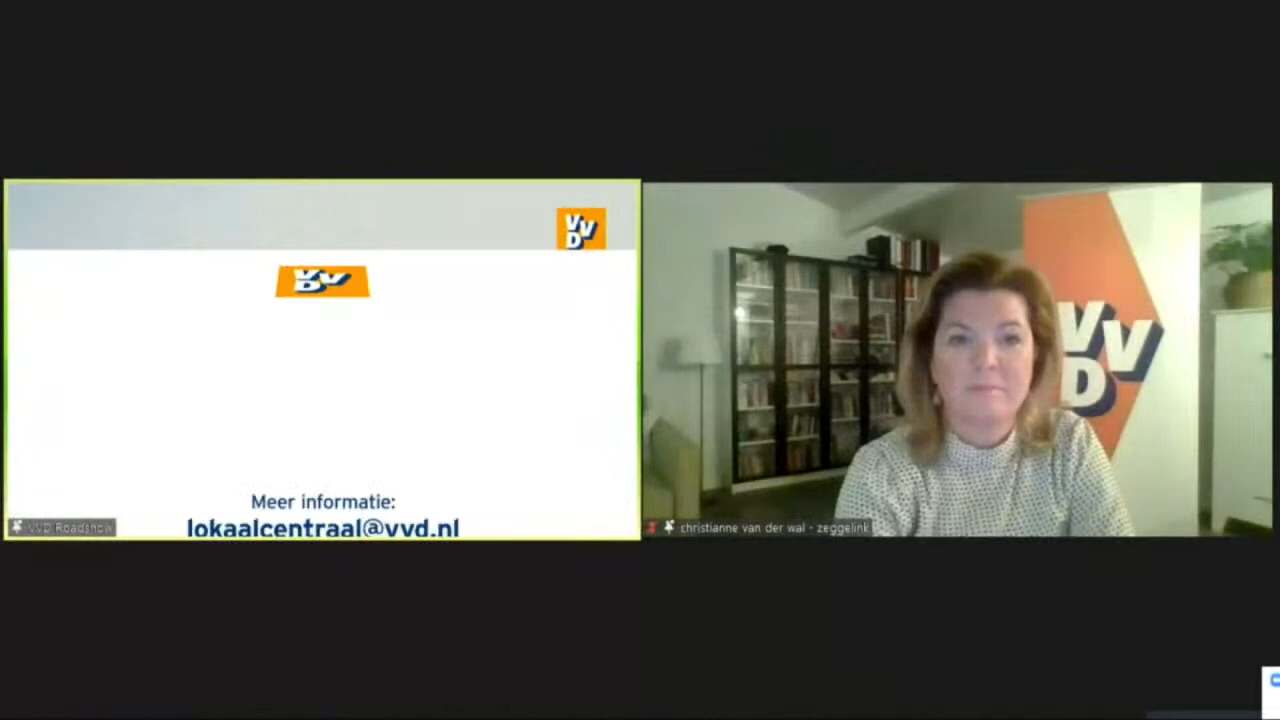 VVD
VVD
Meer informatie:
lokaalcentraal@vvd.nl
VVD Roadshow
VVD
christianne van der wal - zeggelink